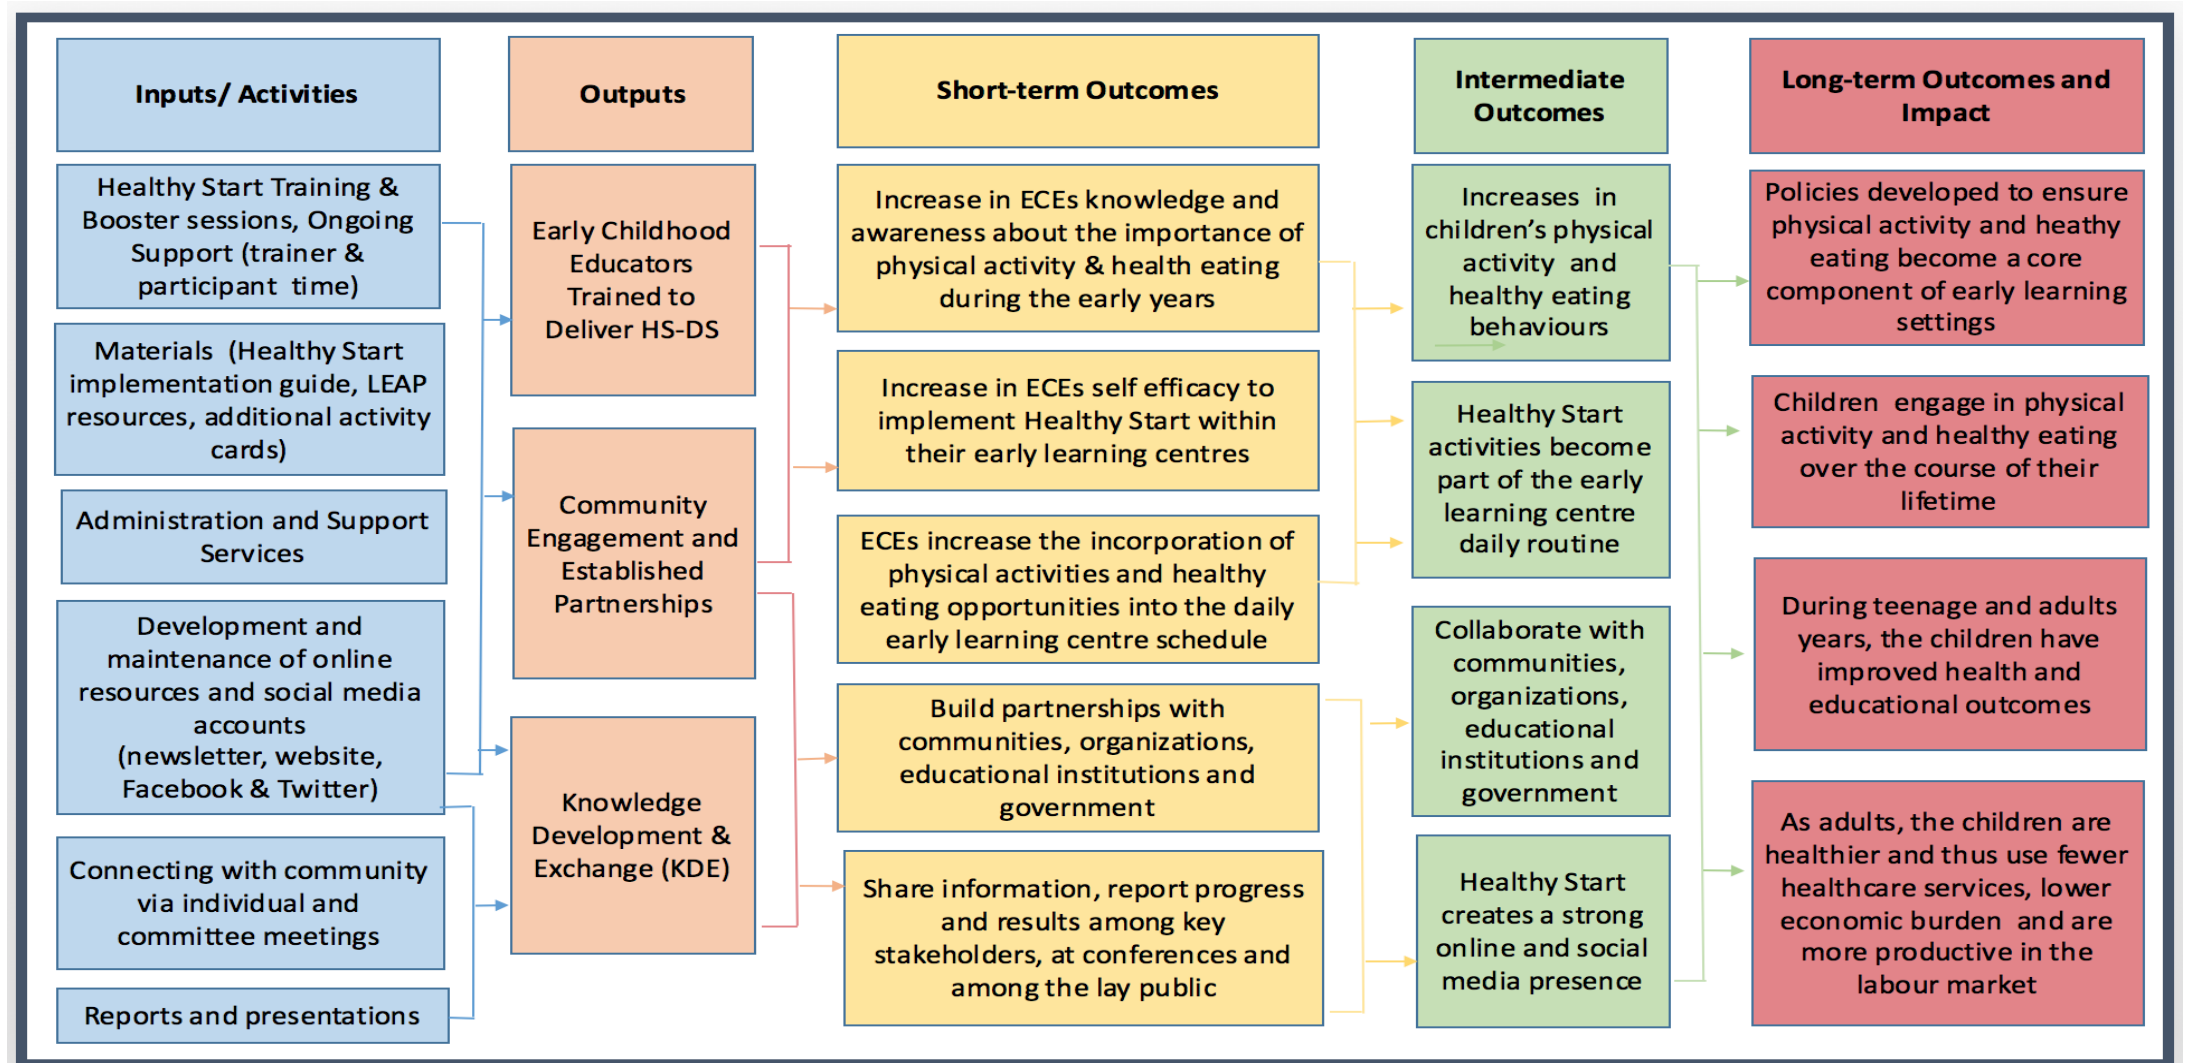 Inputs/ Activities
Healthy Start Training &
Booster sessions, Ongoing
Support (trainer &
participant time)
Materials (Healthy Start
implementation guide, LEAP
resources, additional activity
cards)
Administration and Support
Services
Development and
maintenance of online
resources and social media
accounts
(newsletter, website,
Facebook & Twitter)
Connecting with community
via individual and
committee meetings
Reports and presentations
Outputs
Early Childhood
Educators
Trained to
Deliver HS-DS
Community
Engagement and
Established
Partnerships
Knowledge
Development &
Exchange (KDE)
Short-term Outcomes
Increase in ECEs knowledge and
awareness about the importance of
physical activity & health eating
during the early years
Increase in ECEs self efficacy to
implement Healthy Start within
their early learning centres
ECEs increase the incorporation of
physical activities and healthy
eating opportunities into the daily
early learning centre schedule
Build partnerships with
communities, organizations,
educational institutions and
government
Share information, report progress
and results among key
stakeholders, at conferences and
among the lay public
Intermediate
Outcomes
Increases in
children's physical
activity and
healthy eating
behaviours
Healthy Start
activities become
part of the early
learning centre
daily routine
Collaborate with
communities,
organizations,
educational
institutions and
government
Healthy Start
creates a strong
online and social
media presence
Long-term Outcomes and
Impact
Policies developed to ensure
physical activity and heathy
eating become a core
component of early learning
settings
Children engage in physical
activity and healthy eating
over the course of their
lifetime
During teenage and adults
years, the children have
improved health and
educational outcomes
As adults, the children are
healthier and thus use fewer
healthcare services, lower
economic burden and are
more productive in the
labour market